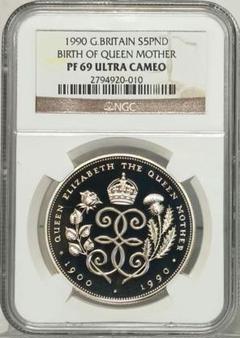 1990 G.BRITAIN S5PND
BIRTH OF QUEEN MOTHER
PF 69 ULTRA CAMEO
2794920-010
NGC
QUEEN ELIZABETH THE QUEEN MOTHER
1900 1990